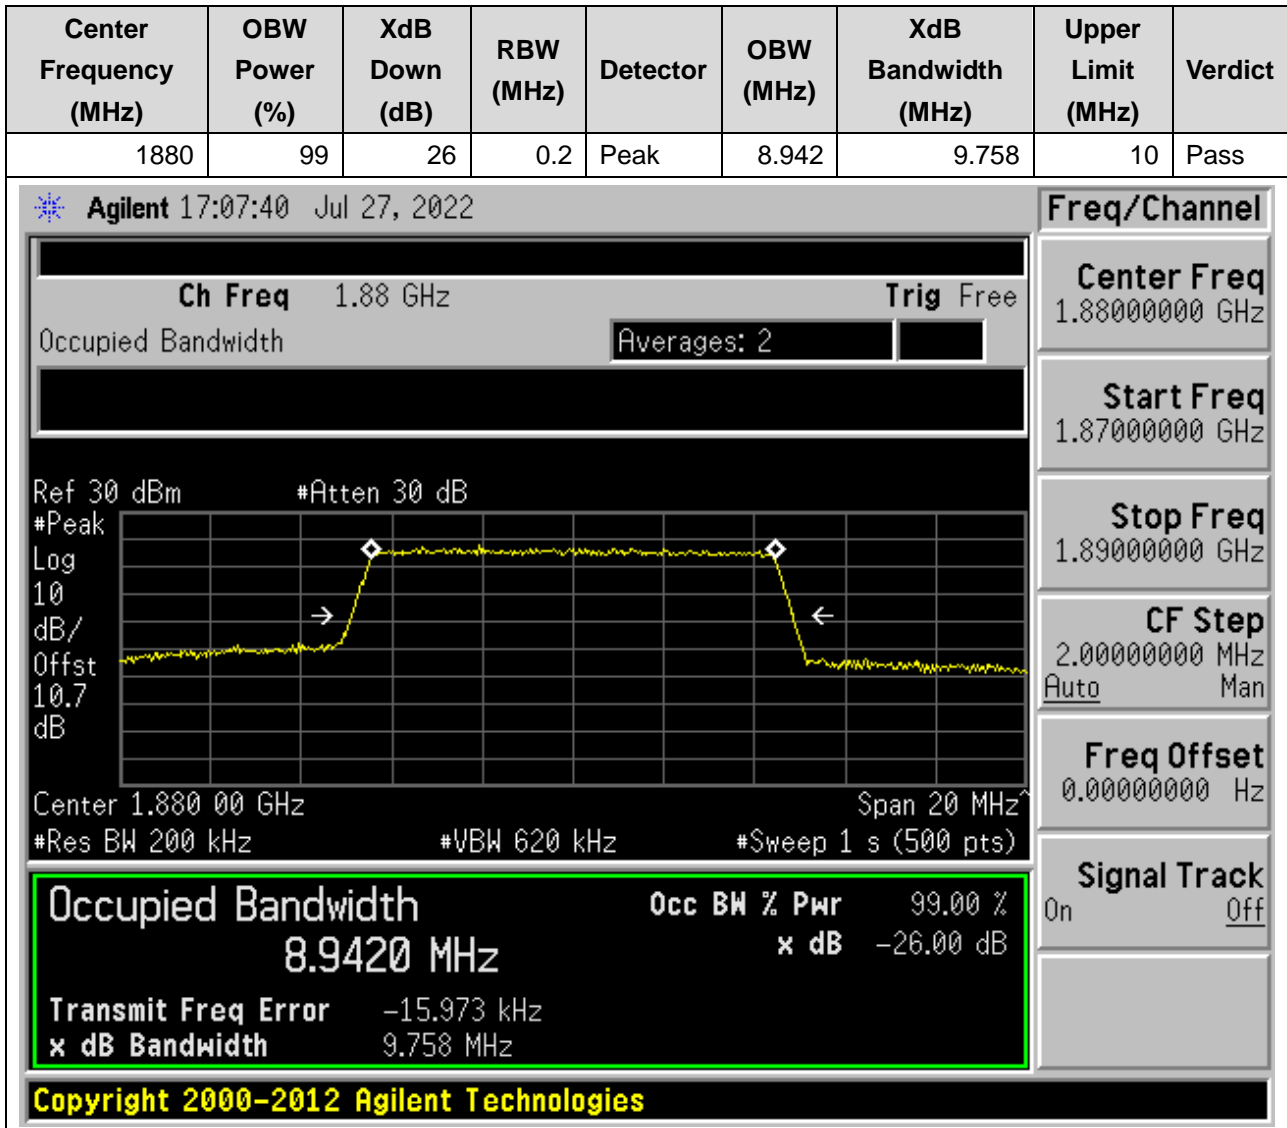 Center Frequency (MHz) OBW Power (%) XdB Down (dB) RBW (MHz) Detector OBW (MHz) XdB Bandwidth (MHz) Upper Limit (MHz) Verdict
1880 99 26 0.2 Peak 8.942 9.758 10 Pass
Agilent 17:07:40 Jul 27, 2022 Freq/Channel
Ch Freq 1.88 GHz Trig Free
Occupied Bandwidth Averages: 2
Center Freq
1.88000000 GHz
Start Freq
1.87000000 GHz
Stop Freq
1.89000000 GHz
CF Step
2.00000000 MHz
Auto Man
Freq Offset
0.00000000 Hz
Signal Track
On Off
Ref 30 dBm #Atten 30 dB
#Peak
Log
10
dB/
Offst
10.7
dB
Center 1.880 00 GHz Span 20 MHz^
#Res BW 200 kHz #VBW 620 kHz #Sweep 1 s (500 pts)
Occupied Bandwidth Occ BW % Pwr 99.00 %
8.9420 MHz x dB -26.00 dB
Transmit Freq Error -15.973 kHz
x dB Bandwidth 9.758 MHz
Copyright 2000-2012 Agilent Technologies